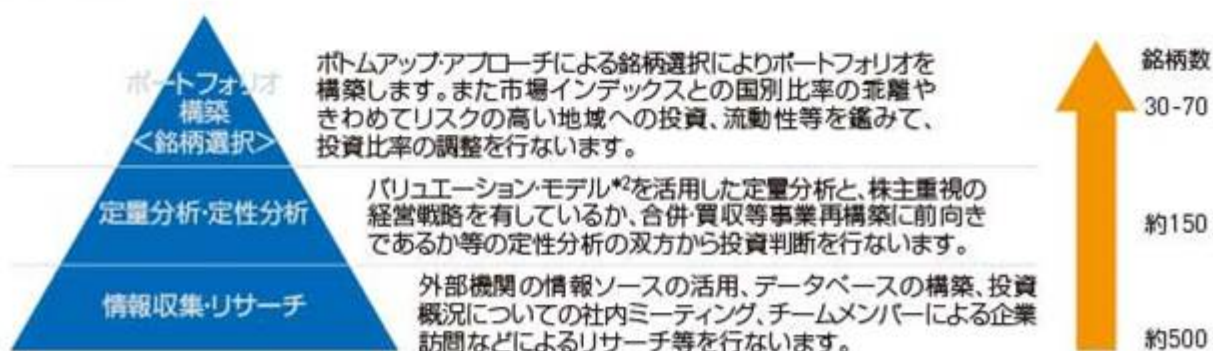 ポートフォリオ
構築
<銘柄選択>
ボトムアップ・アプローチによる銘柄選択によりポートフォリオを
構築します。また市場インデックスとの国別比率の乖離や
きわめてリスクの高い地域への投資、流動性等を鑑みて、
投資比率の調整を行ないます。
銘柄数
30-70
定量分析・定性分析
バリュエーション・モデル*2を活用した定量分析と、株主重視の
経営戦略を有しているか、合併・買収等事業再構築に前向き
であるか等の定性分析の双方から投資判断を行ないます。
約150
情報収集・リサーチ
外部機関の情報ソースの活用、データベースの構築、投資
概況についての社内ミーティング、チームメンバーによる企業
訪問などによるリサーチ等を行ないます。
約500